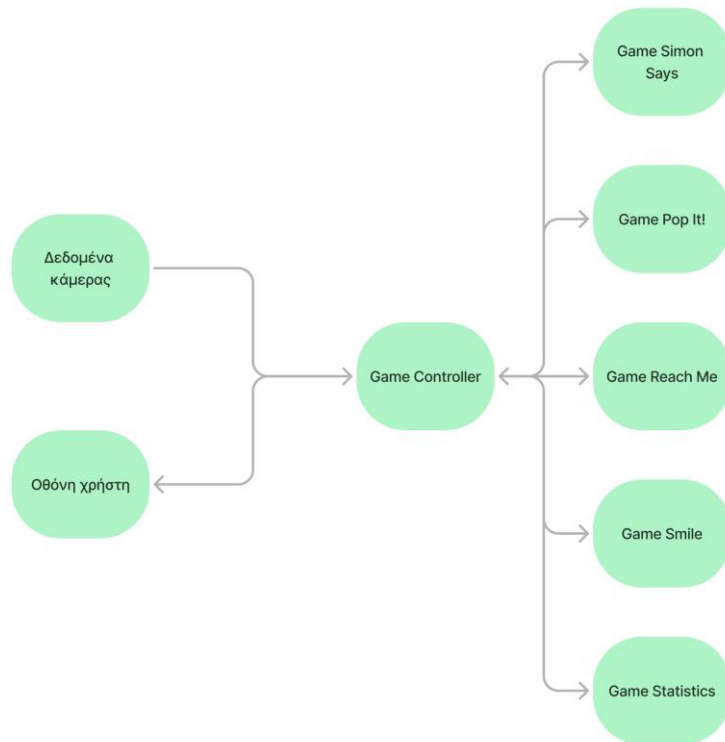 Game Simon
Says
Game Pop It!
Δεδομένα
κάμερας
Game Controller
Game Reach Me
Οθόνη χρήστη
Game Smile
Game Statistics